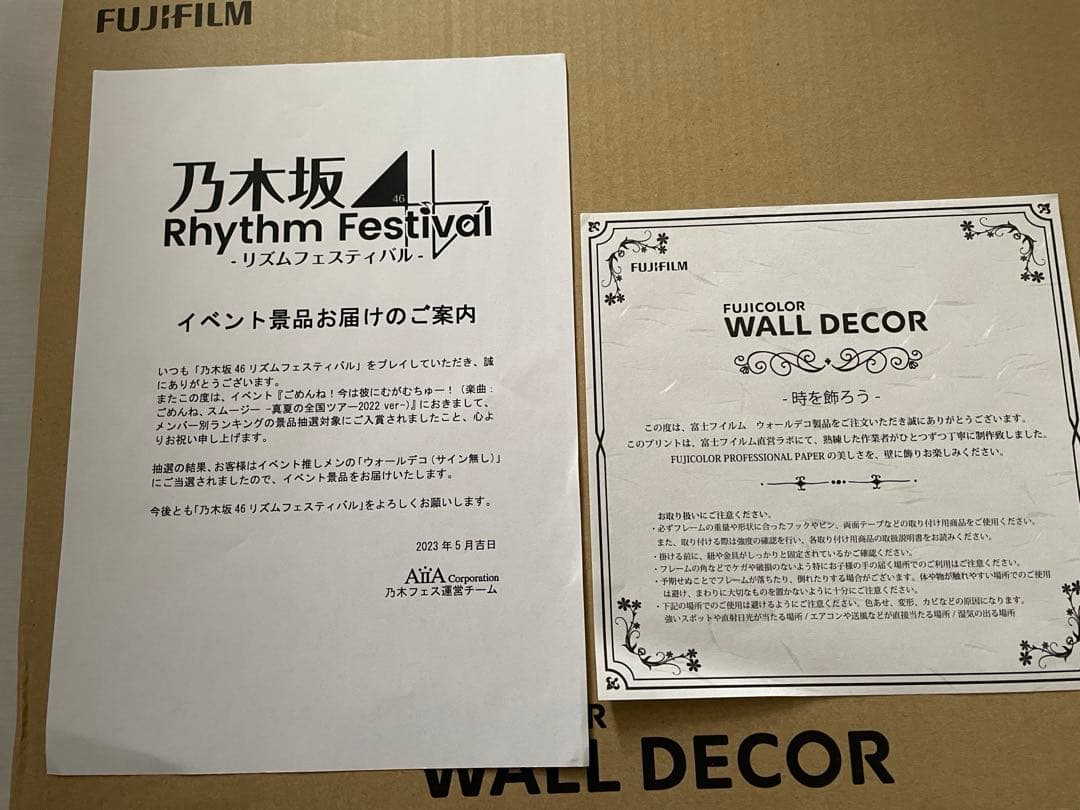 FUJIFILM
乃木坂46
Rhythm Festival
- リズムフェスティバル -
イベント景品お届けのご案内
いつも「乃木坂46リズムフェスティバル」をプレイしていただき、誠
にありがとうございます。
またこの度は、イベント『ごめんね！今は彼にむがむちゅー！（楽曲：
ごめんね、スムージー -真夏の全国ツアー2022 ver-)』におきまして、
メンバー別ランキングの景品抽選対象にご入賞されましたこと、心よ
りお祝い申し上げます。
抽選の結果、お客様はイベント推しメンの「ウォールデコ（サイン無し）」
にご当選されましたので、イベント景品をお届けいたします。
今後とも「乃木坂46リズムフェスティバル」をよろしくお願いします。
2023年5月吉日
AiiA Corporation
乃木フェス運営チーム
FUJIFILM
FUJICOLOR
WALL DECOR
- 時を飾ろう -
この度は、富士フイルム　ウォールデコ製品をご注文いただき誠にありがとうございます。
このプリントは、富士フイルム直営ラボにて、熟練した作業者がひとつずつ丁寧に制作致しました。
FUJICOLOR PROFESSIONAL PAPER の美しさを、壁に飾りお楽しみください。
お取り扱いにご注意ください。
・必ずフレームの重量や形状に合ったフックやピン、両面テープなどの取り付け用商品をご使用ください。
また、取り付ける際は強度の確認を行い、各取り付け用商品の取扱説明書をお読みください。
・掛ける前に、紐や金具がしっかりと固定されているかご確認ください。
・フレームの角などでケガや破損のないよう特にお子様の手の届く場所でのご利用はご注意ください。
・予期せぬことでフレームが落ちたり、倒れたりする場合がございます。体や物が触れやすい場所でのご使用
は避け、まわりに大切なものを置かないように十分にご注意ください。
・下記の場所でのご使用は避けるようにご注意ください。色あせ、変形、カビなどの原因になります。
強いスポットや直射日光が当たる場所 / エアコンや送風などが直接当たる場所 / 湿気の出る場所
R
WALL DECOR